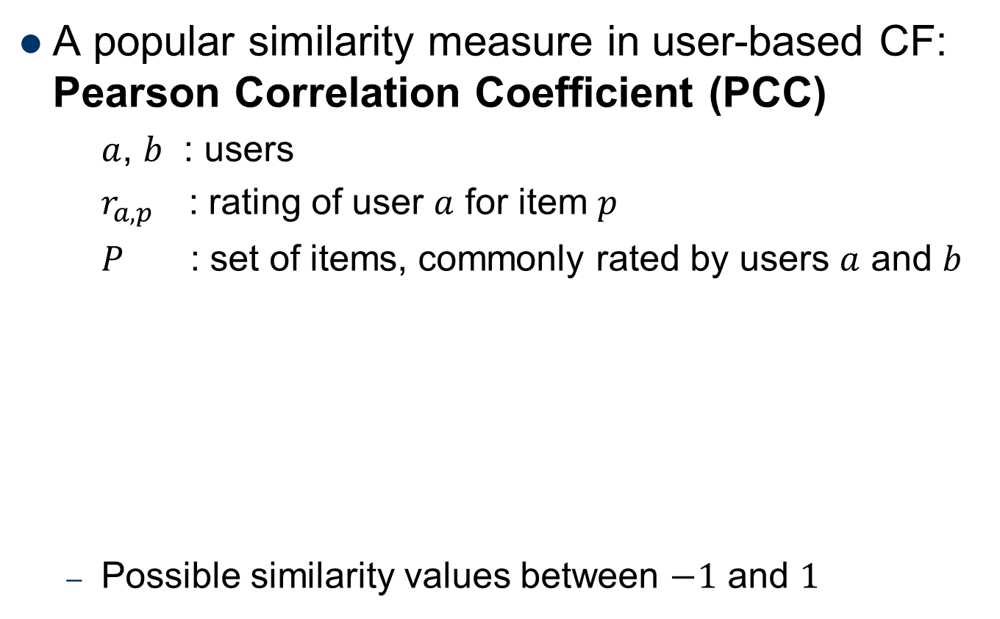 ● A popular similarity measure in user-based CF:
Pearson Correlation Coefficient (PCC)
𝑎, 𝑏 : users
𝑟𝑎,𝑝 : rating of user 𝑎 for item 𝑝
𝑃 : set of items, commonly rated by users 𝑎 and 𝑏
– Possible similarity values between −1 and 1